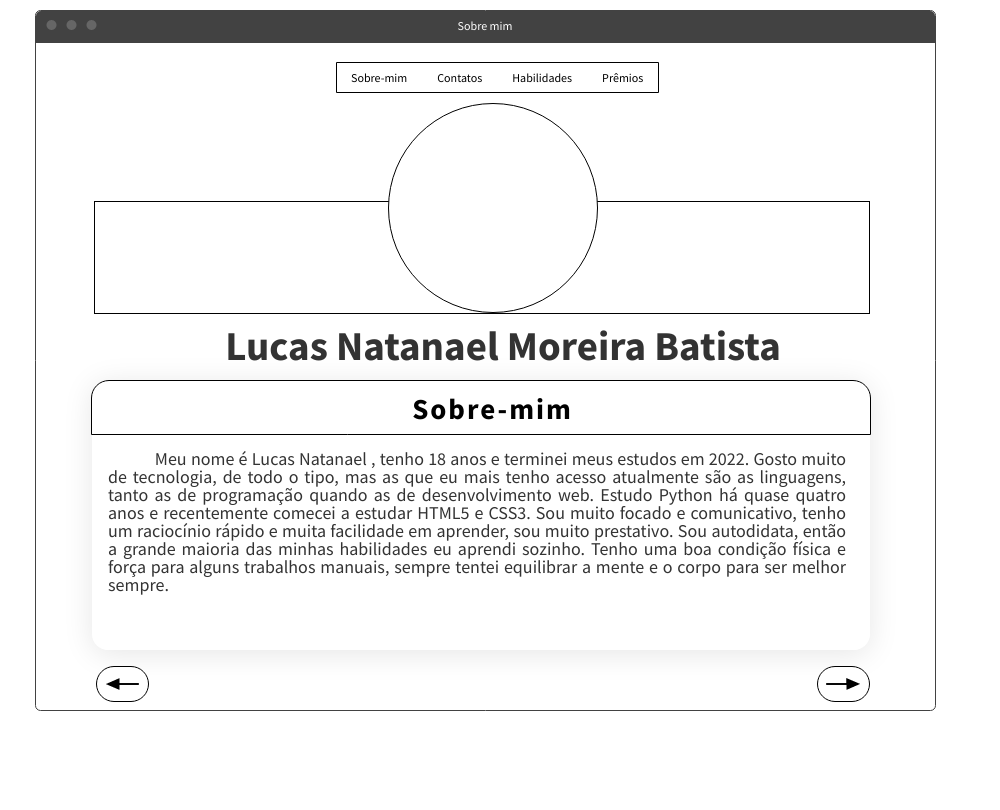 Sobre mim
Sobre-mim Contatos Habilidades Prêmios
Lucas Natanael Moreira Batista
Sobre-mim
Meu nome é Lucas Natanael , tenho 18 anos e terminei meus estudos em 2022. Gosto muito
de tecnologia, de todo o tipo, mas as que eu mais tenho acesso atualmente são as linguagens,
tanto as de programação quando as de desenvolvimento web. Estudo Python há quase quatro
anos e recentemente comecei a estudar HTML5 e CSS3. Sou muito focado e comunicativo, tenho
um raciocínio rápido e muita facilidade em aprender, sou muito prestativo. Sou autodidata, então
a grande maioria das minhas habilidades eu aprendi sozinho. Tenho uma boa condição física e
força para alguns trabalhos manuais, sempre tentei equilibrar a mente e o corpo para ser melhor
sempre.